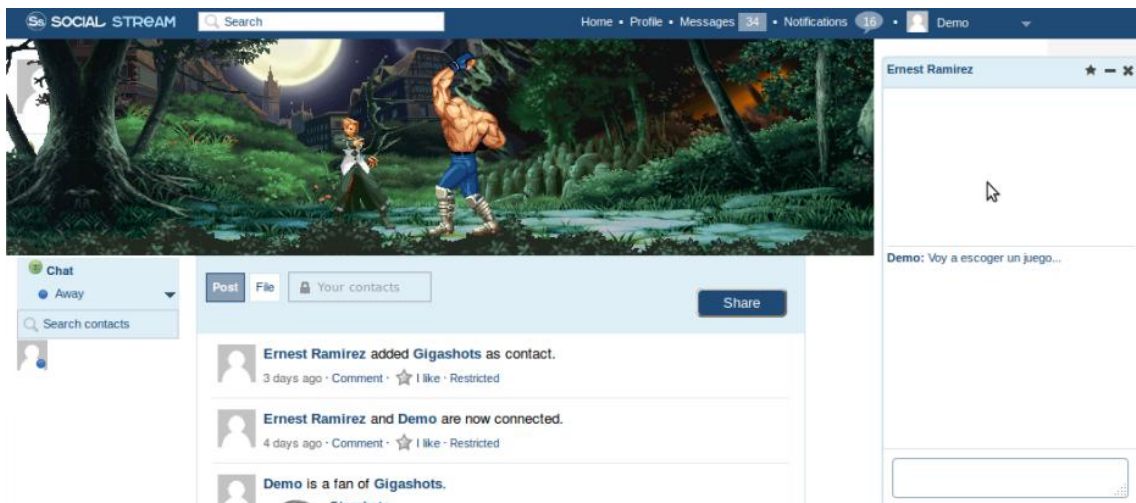 Ss SOCIAL STREAM
Search
Home • Profile • Messages 34 • Notifications 16 • Demo
Ernest Ramirez
Demo: Voy a escoger un juego...
Chat
Away
Search contacts
Post File Your contacts
Share
Ernest Ramirez added Gigashots as contact.
3 days ago · Comment · I like · Restricted
Ernest Ramirez and Demo are now connected.
4 days ago · Comment · I like · Restricted
Demo is a fan of Gigashots.